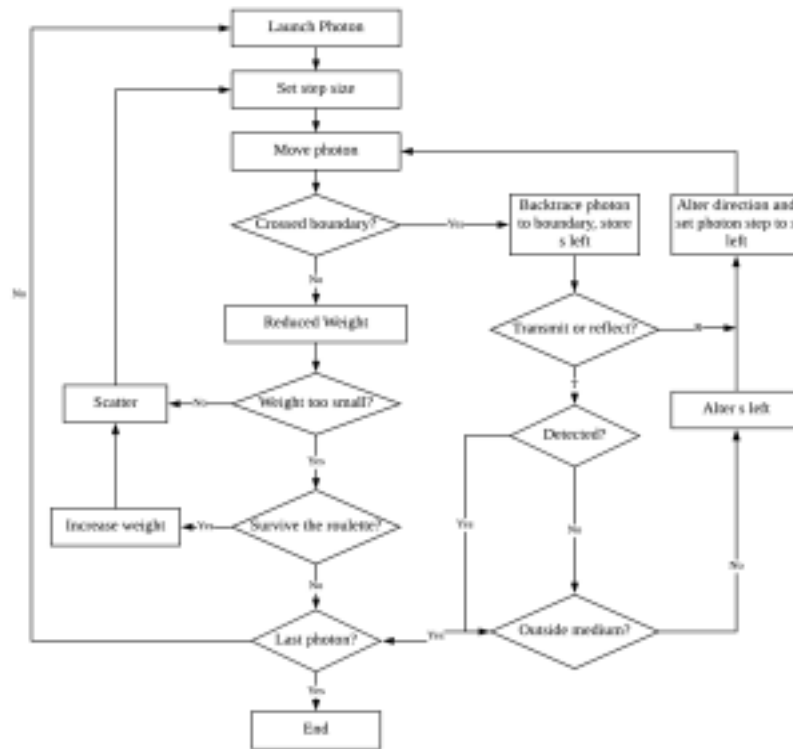 Launch Photon
Set step size
Move photon
Crossed boundary?
Yes
Backtrace photon
to boundary, store
s left
Alter direction and
set photon step to s
left
No
No
Reduced Weight
Transmit or reflect?
R
T
Scatter
No
Weight too small?
Alter s left
Detected?
Yes
Increase weight
Yes
Survive the roulette?
Yes
No
No
No
Last photon?
Yes
Outside medium?
Yes
End